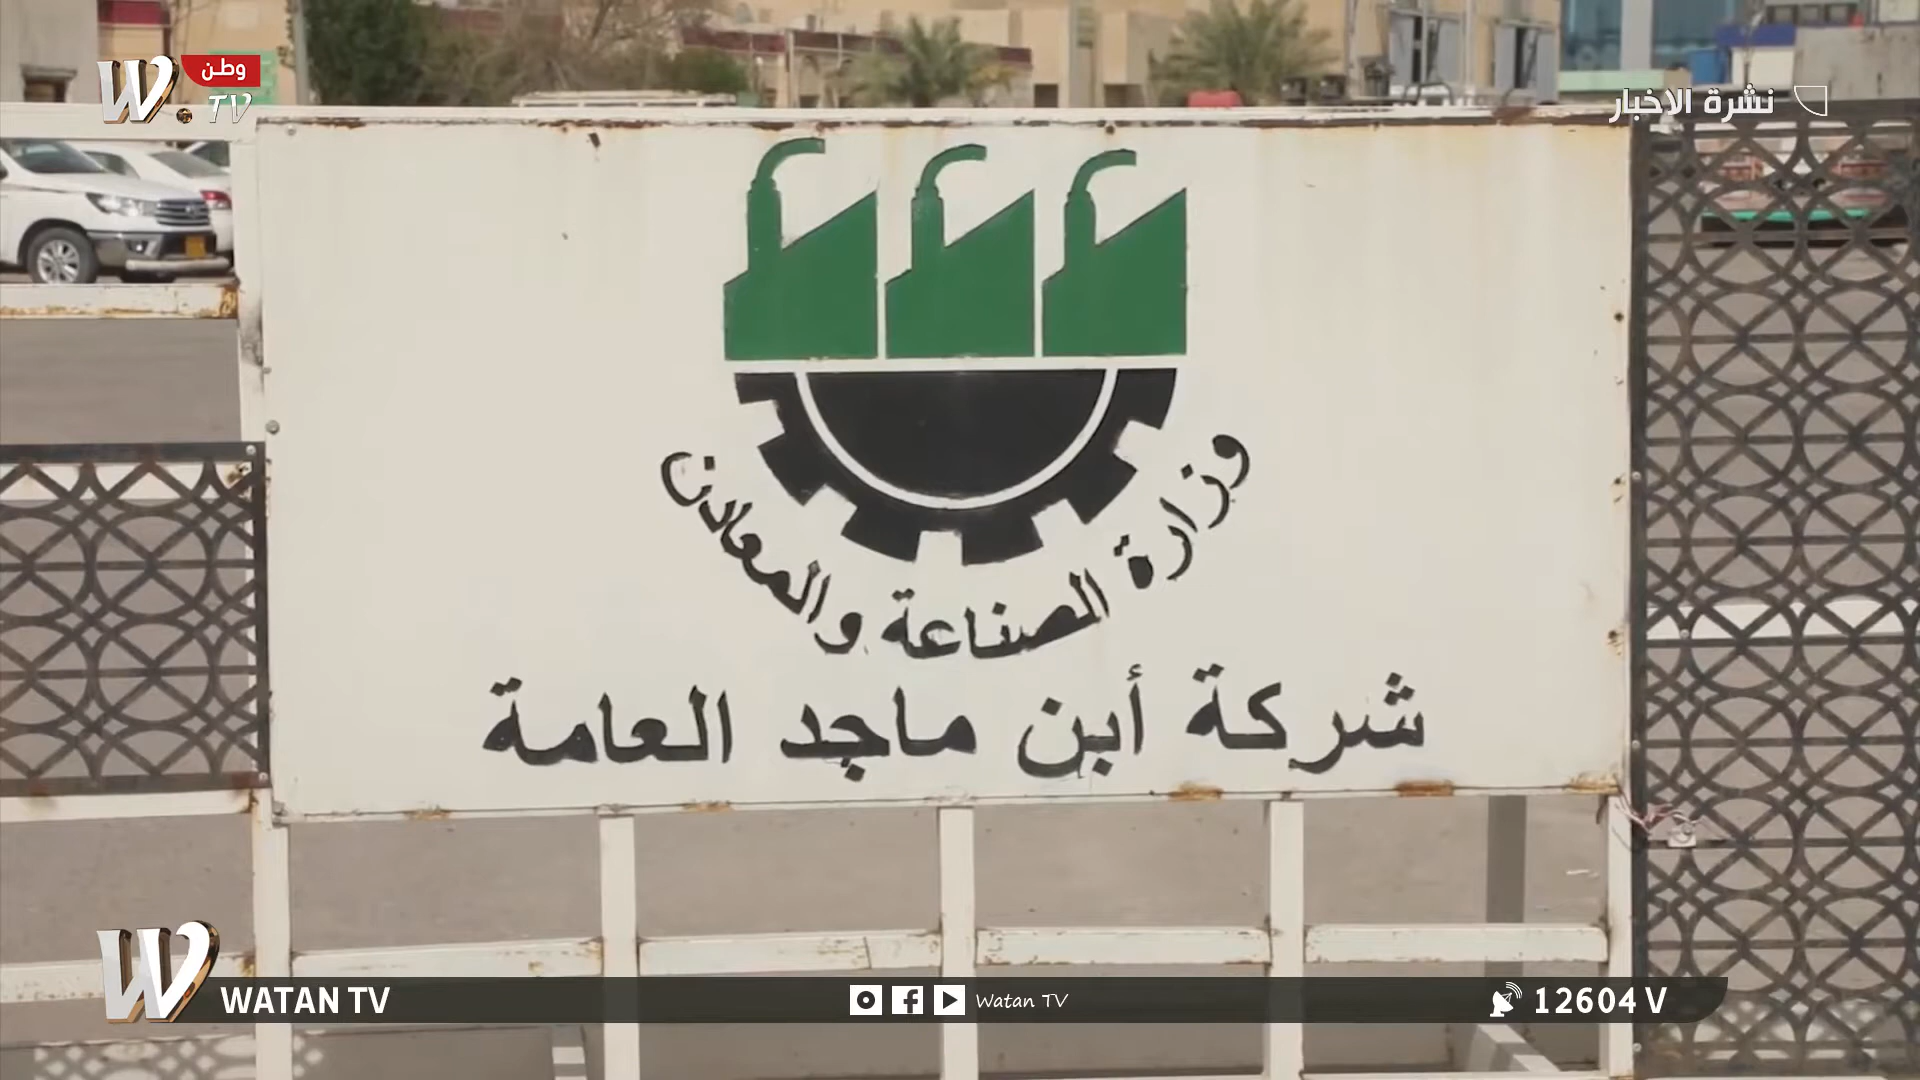 وطن
W.TV
نشرة الاخبار
وزارة الصناعة والمعادن
شركة أبن ماجد العامة
W
WATAN TV
Watan TV
12604 V